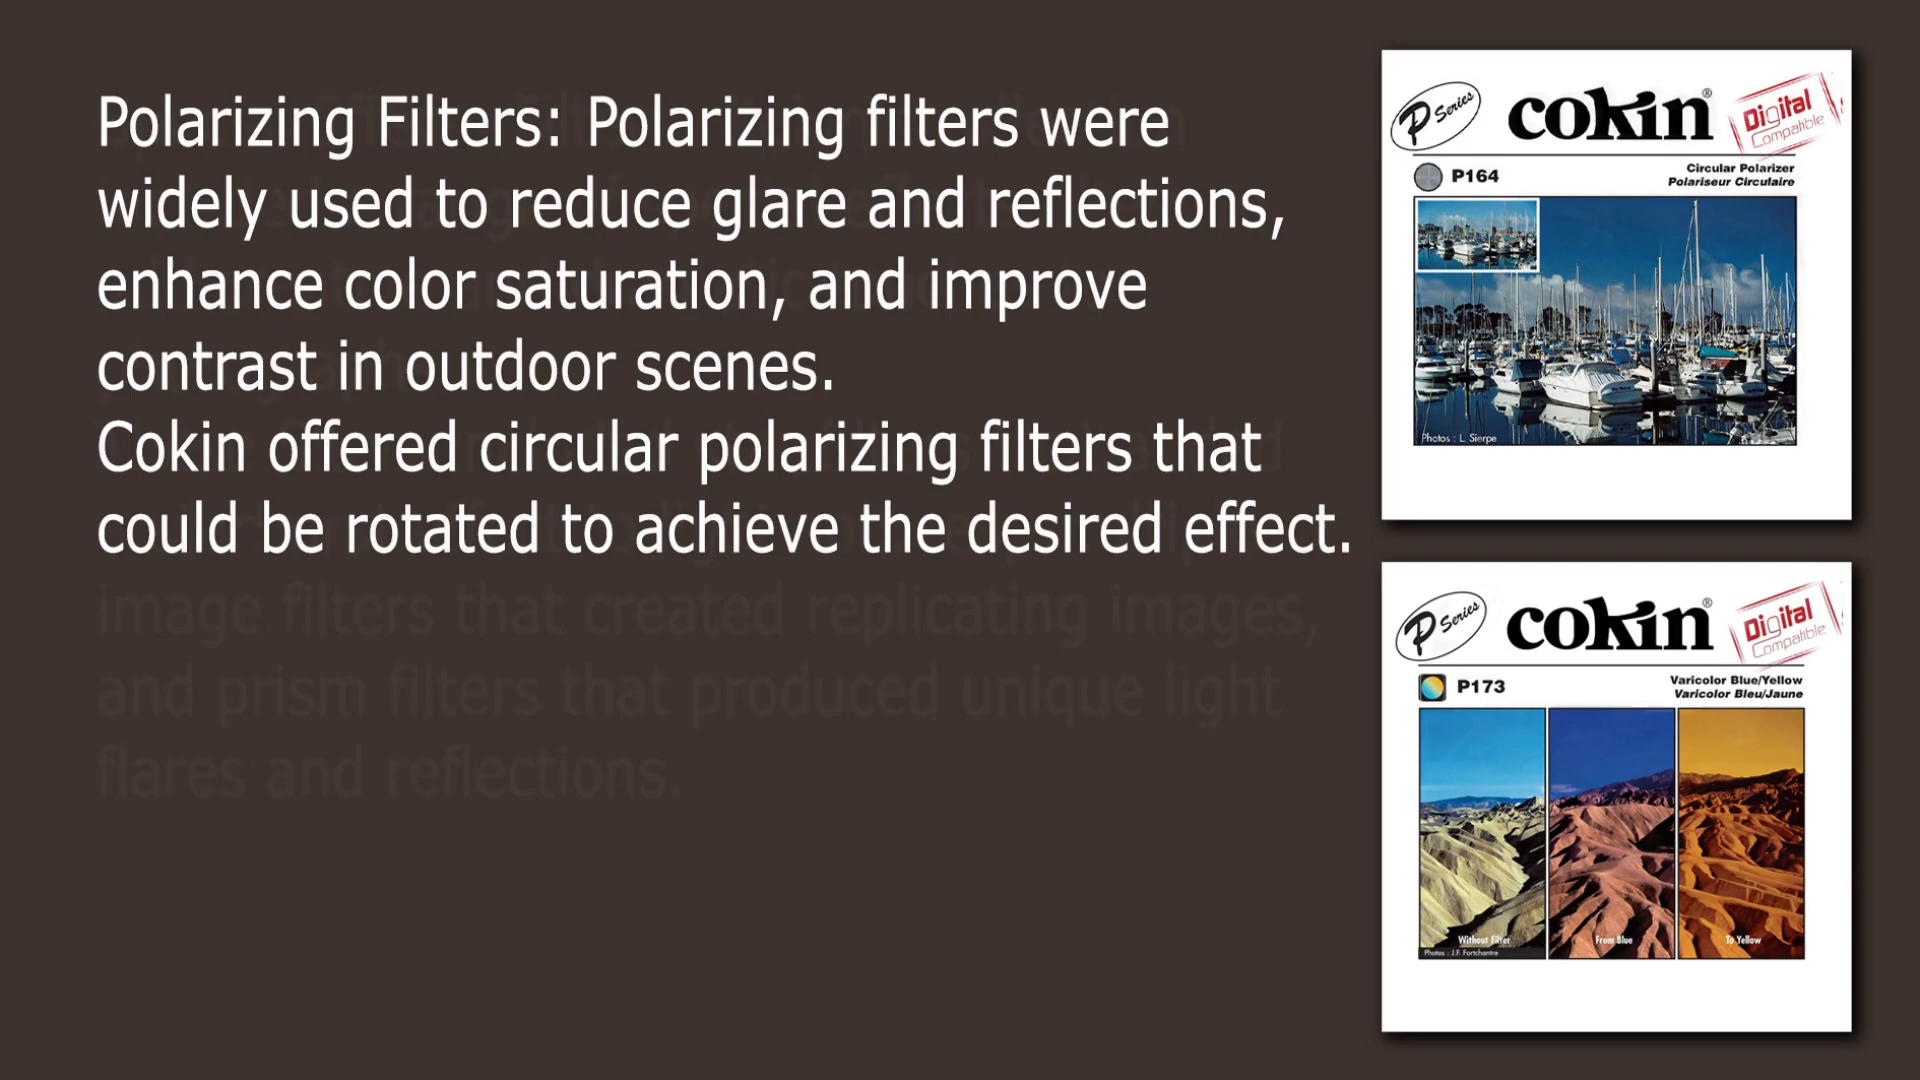 Polarizing Filters: Polarizing filters were
widely used to reduce glare and reflections,
enhance color saturation, and improve
contrast in outdoor scenes.
Cokin offered circular polarizing filters that
could be rotated to achieve the desired effect.
image filters that created replicating images,
and prism filters that produced unique light
flares and reflections.
P Series
cokin®
Digital
Compatible
P164
Circular Polarizer
Polariseur Circulaire
Photos : L. Sierpe
P Series
cokin®
Digital
Compatible
P173
Varicolor Blue/Yellow
Varicolor Bleu/Jaune
Without Filter
From Blue
To Yellow
Photos : J.F. Fortchantre